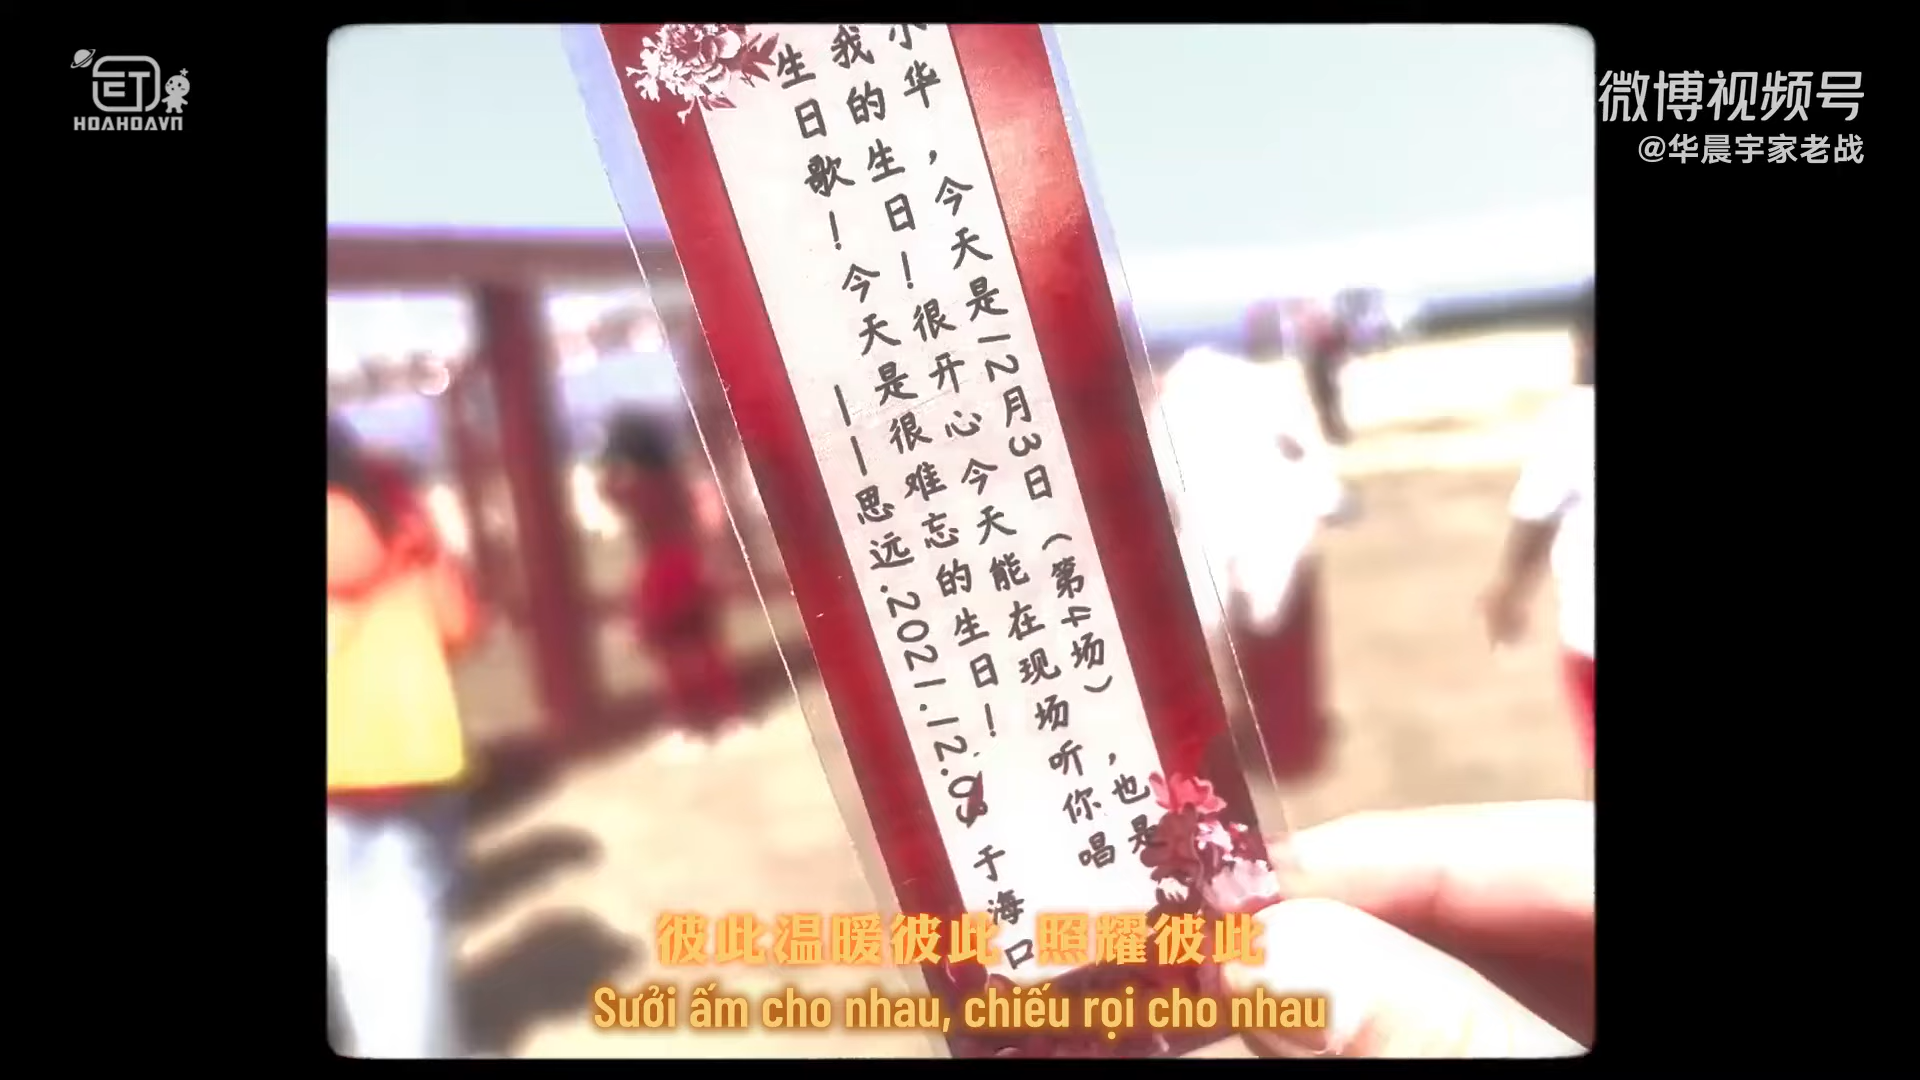 ET
HOAHOAVN
微博视频号
@华晨宇家老战
小华，今天是12月3日（第4场），也是
我的生日！很开心今天能在现场听你唱
生日歌！今天是很难忘的生日！
——思远.2021.12.03 于海口
彼此温暖彼此 照耀彼此
Sưởi ấm cho nhau, chiếu rọi cho nhau